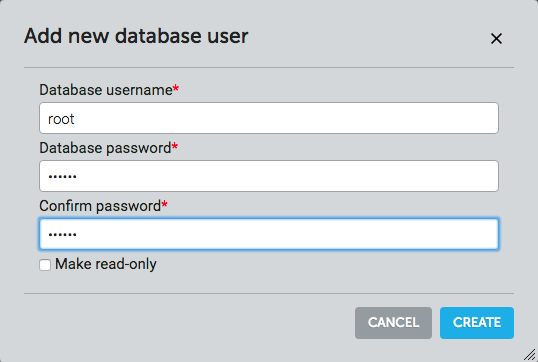 Add new database user
×
Database username*
root
Database password*
••••••
Confirm password*
••••••
Make read-only
CANCEL CREATE